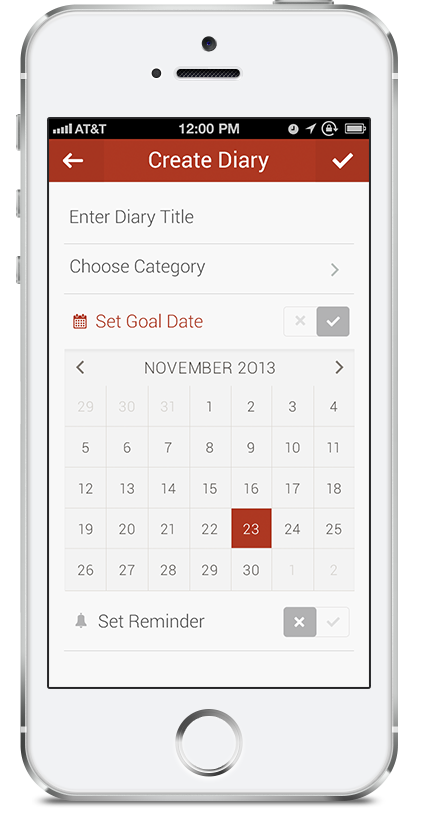 AT&T 12:00 PM
Create Diary
Enter Diary Title
Choose Category
Set Goal Date
NOVEMBER 2013
29 30 31 1 2 3 4
5 6 7 8 9 10 11
12 13 14 15 16 17 18
19 20 21 22 23 24 25
26 27 28 29 30 1 2
Set Reminder